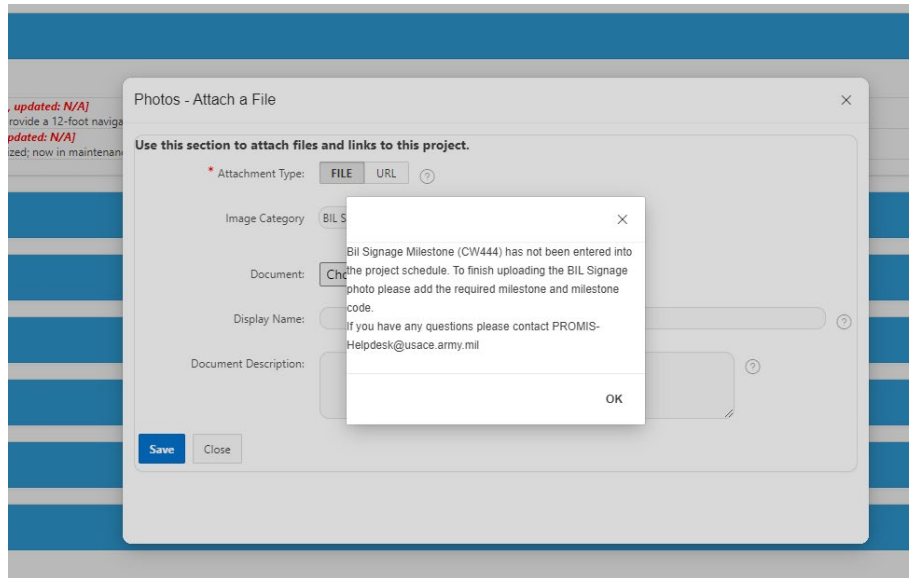 Photos - Attach a File
, updated: N/A]
rovide a 12-foot naviga
pdated: N/A]
ized; now in maintenan
Use this section to attach files and links to this project.
* Attachment Type:
FILE
URL
?
Image Category
BIL S
Bil Signage Milestone (CW444) has not been entered into
the project schedule. To finish uploading the BIL Signage
photo please add the required milestone and milestone
code.
If you have any questions please contact PROMIS-
Helpdesk@usace.army.mil
OK
Document:
Cho
Display Name:
?
Document Description:
?
Save
Close